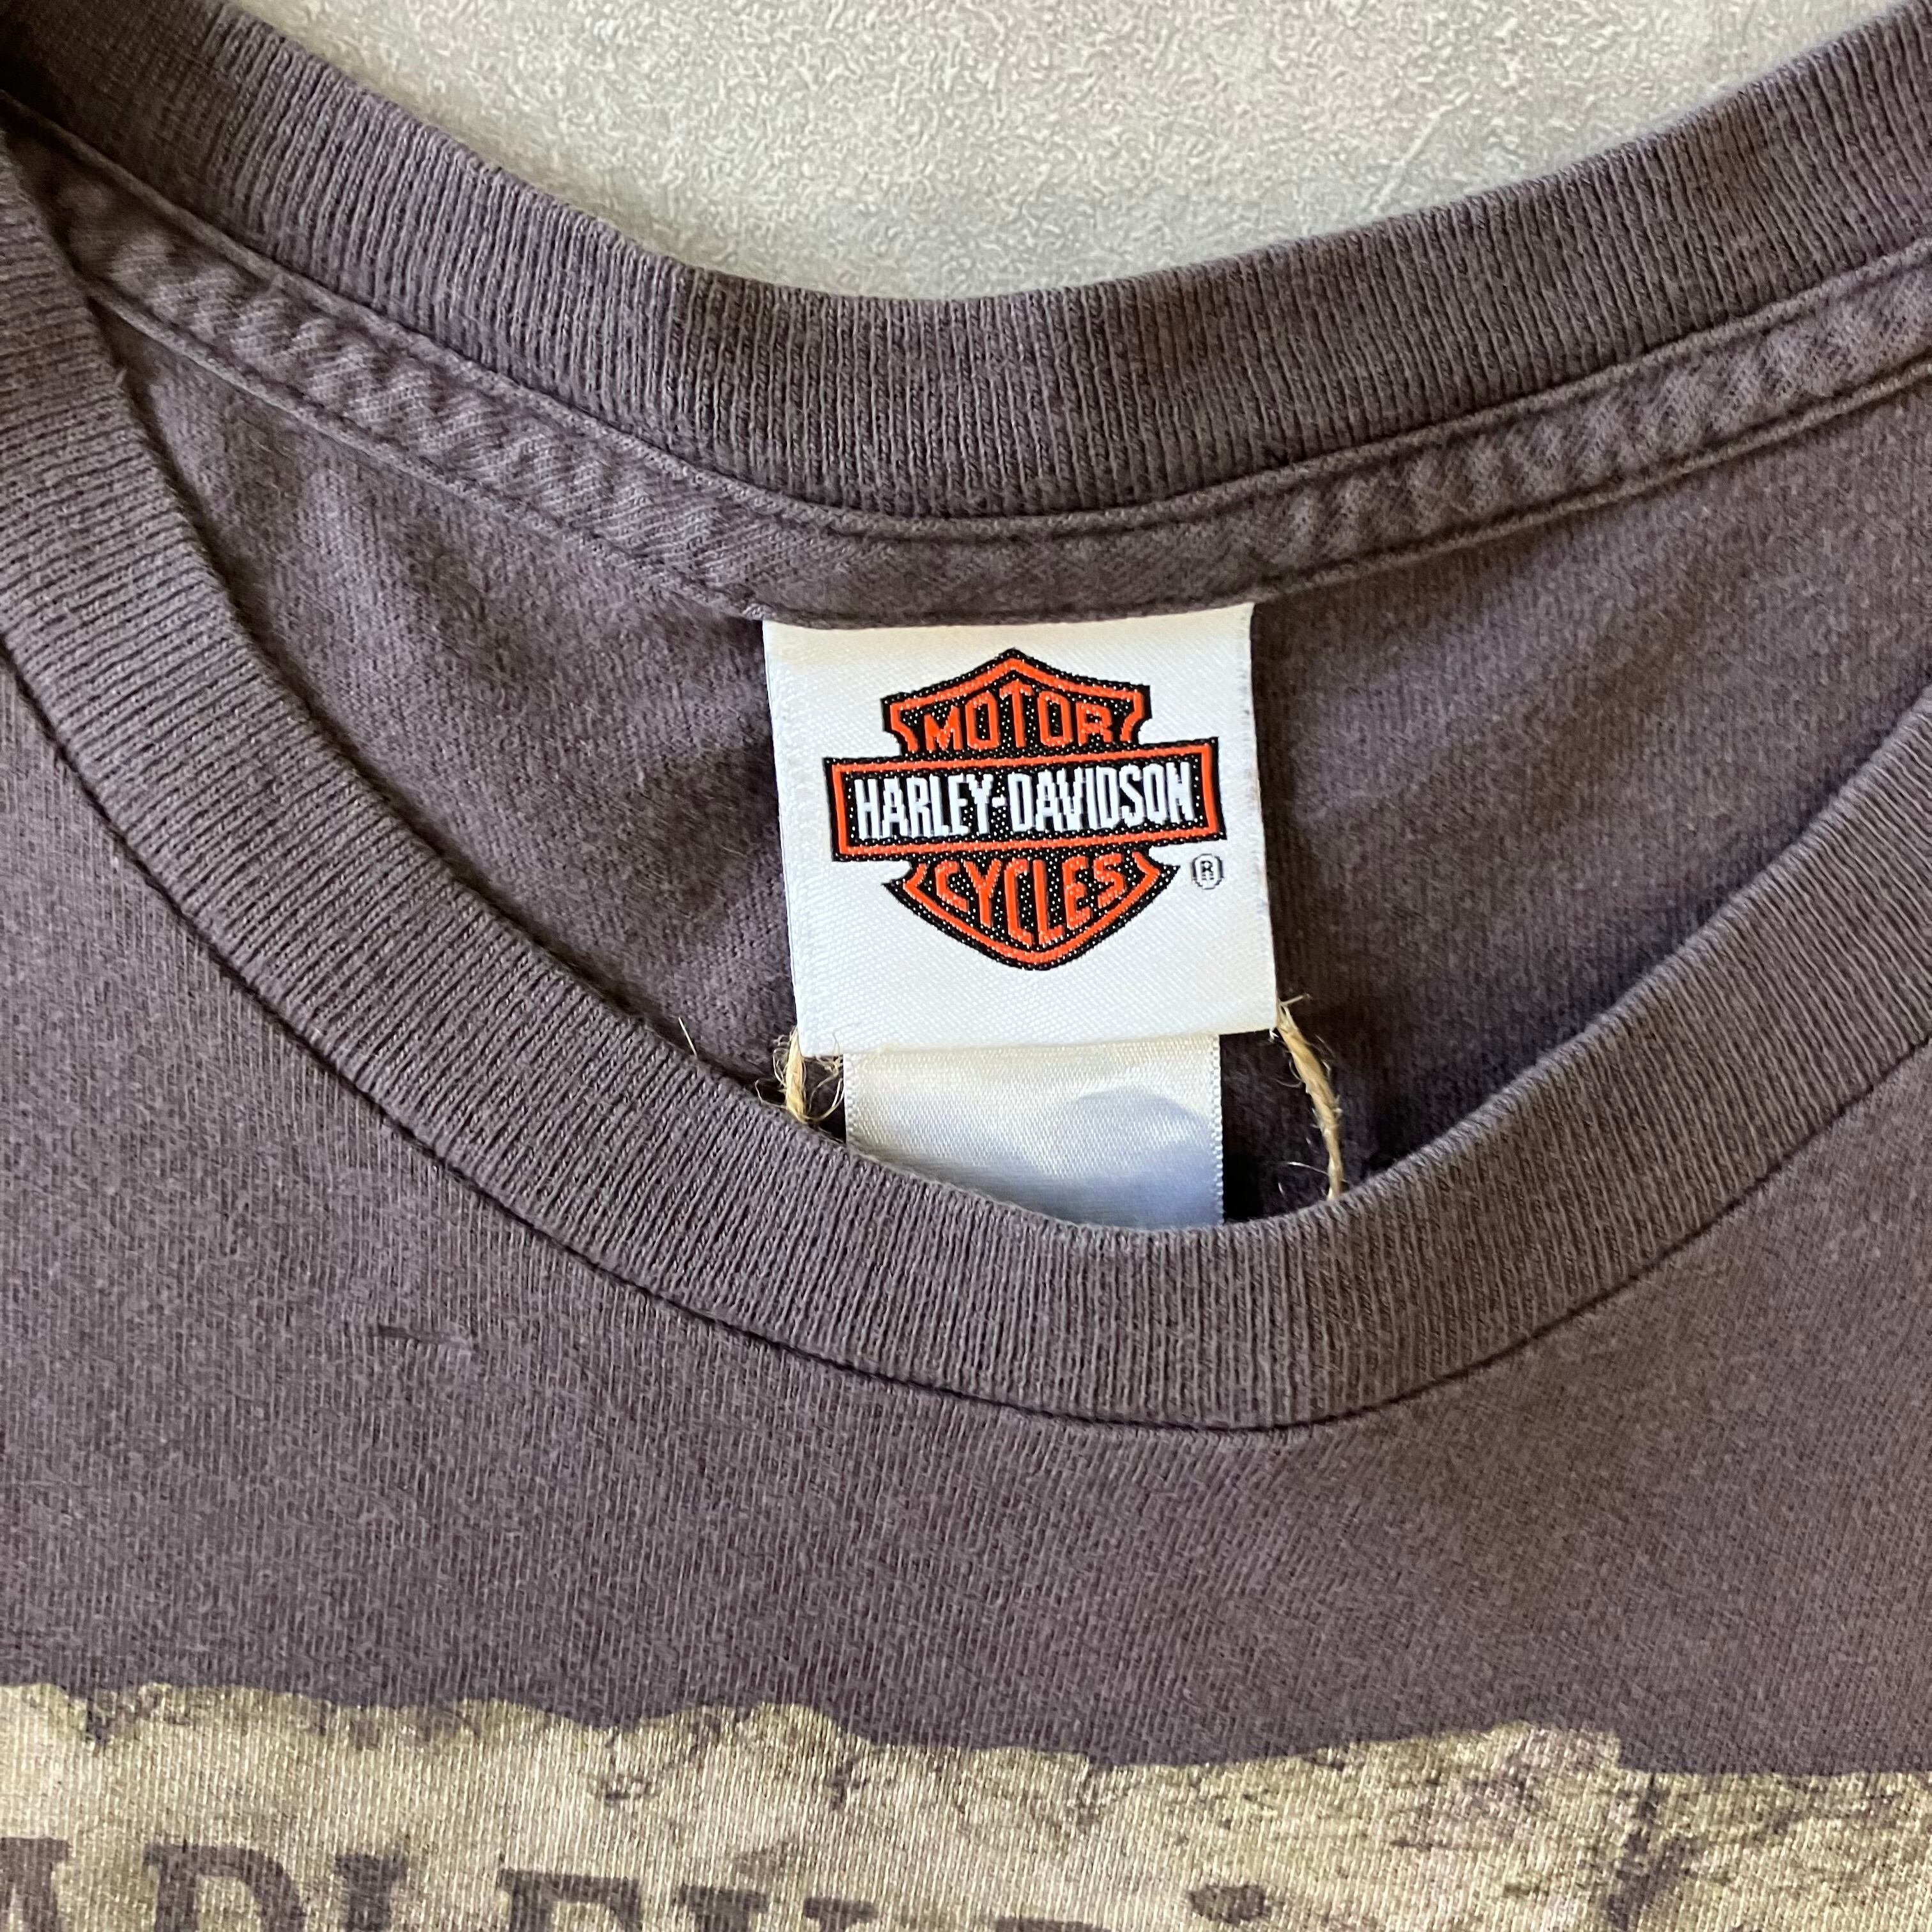 MOTOR
HARLEY-DAVIDSON
CYCLES
®